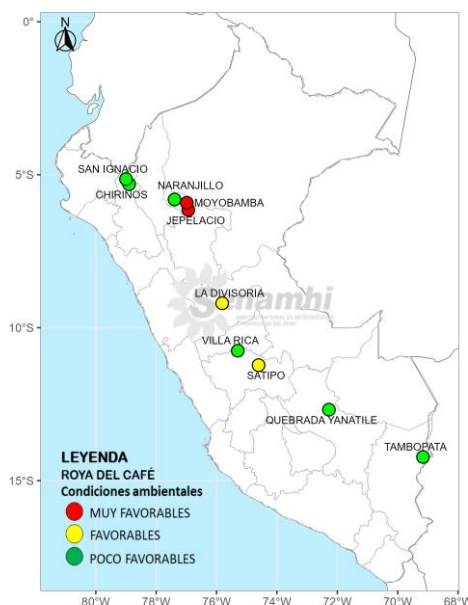 0°
N
SAN IGNACIO
5°S
CHIRINOS
NARANJILLO
MOYOBAMBA
JEPELACIO
LA DIVISORIA
Senamhi
10°S
VILLA RICA
SATIPO
QUEBRADA YANATILE
TAMBOPATA
LEYENDA
ROYA DEL CAFÉ
Condiciones ambientales
MUY FAVORABLES
FAVORABLES
POCO FAVORABLES
15°S
80°W 78°W 76°W 74°W 72°W 70°W 68°W